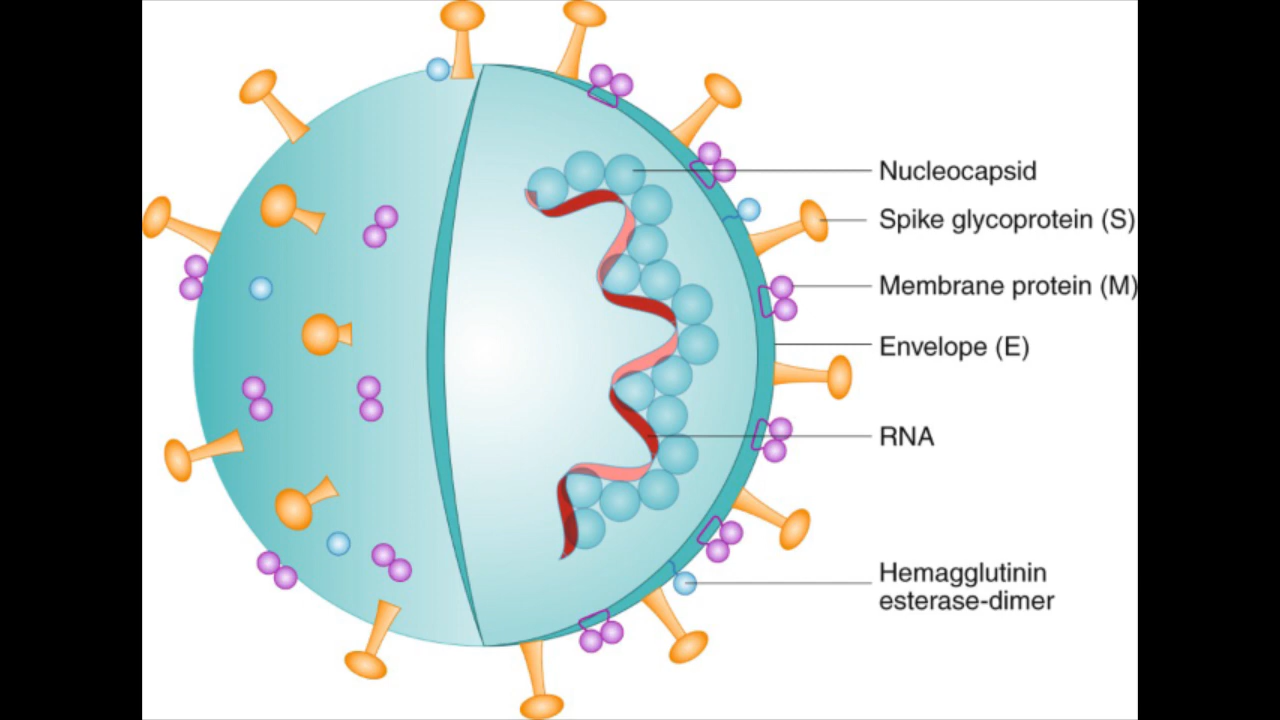 Nucleocapsid
Spike glycoprotein (S)
Membrane protein (M)
Envelope (E)
RNA
Hemagglutinin
esterase-dimer